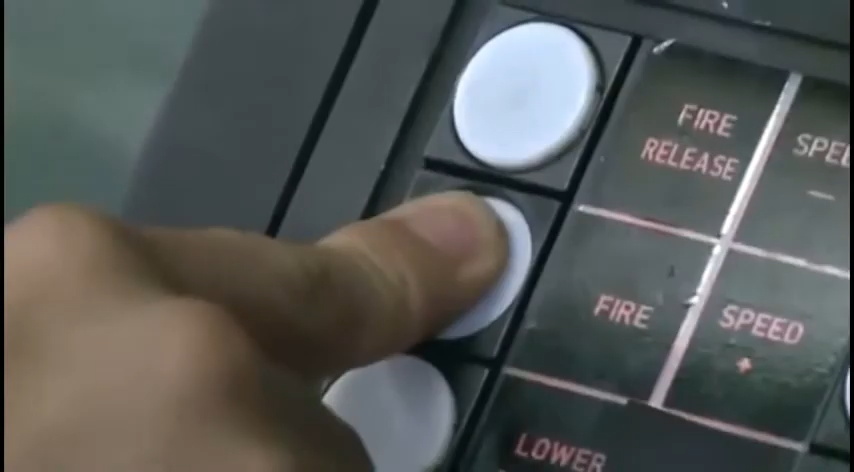 FIRE
RELEASE
FIRE
SPEED
+
LOWER